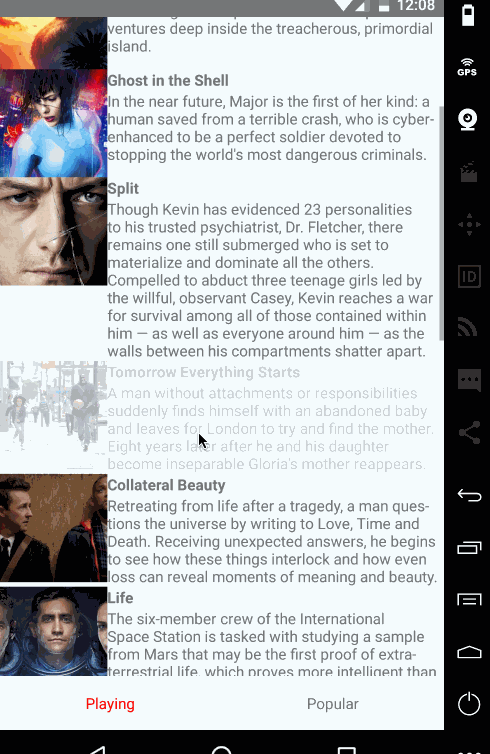 12:08
ventures deep inside the treacherous, primordial
island.
Ghost in the Shell
In the near future, Major is the first of her kind: a
human saved from a terrible crash, who is cyber-
enhanced to be a perfect soldier devoted to
stopping the world's most dangerous criminals.
Split
Though Kevin has evidenced 23 personalities
to his trusted psychiatrist, Dr. Fletcher, there
remains one still submerged who is set to
materialize and dominate all the others.
Compelled to abduct three teenage girls led by
the willful, observant Casey, Kevin reaches a war
for survival among all of those contained within
him — as well as everyone around him — as the
walls between his compartments shatter apart.
Tomorrow Everything Starts
A man without attachments or responsibilities
suddenly finds himself with an abandoned baby
and leaves for London to try and find the mother.
Eight years later after he and his daughter
become inseparable Gloria's mother reappears.
Collateral Beauty
Retreating from life after a tragedy, a man ques-
tions the universe by writing to Love, Time and
Death. Receiving unexpected answers, he begins
to see how these things interlock and how even
loss can reveal moments of meaning and beauty.
Life
The six-member crew of the International
Space Station is tasked with studying a sample
from Mars that may be the first proof of extra-
terrestrial life, which proves more intelligent than
Playing
Popular
GPS
ID